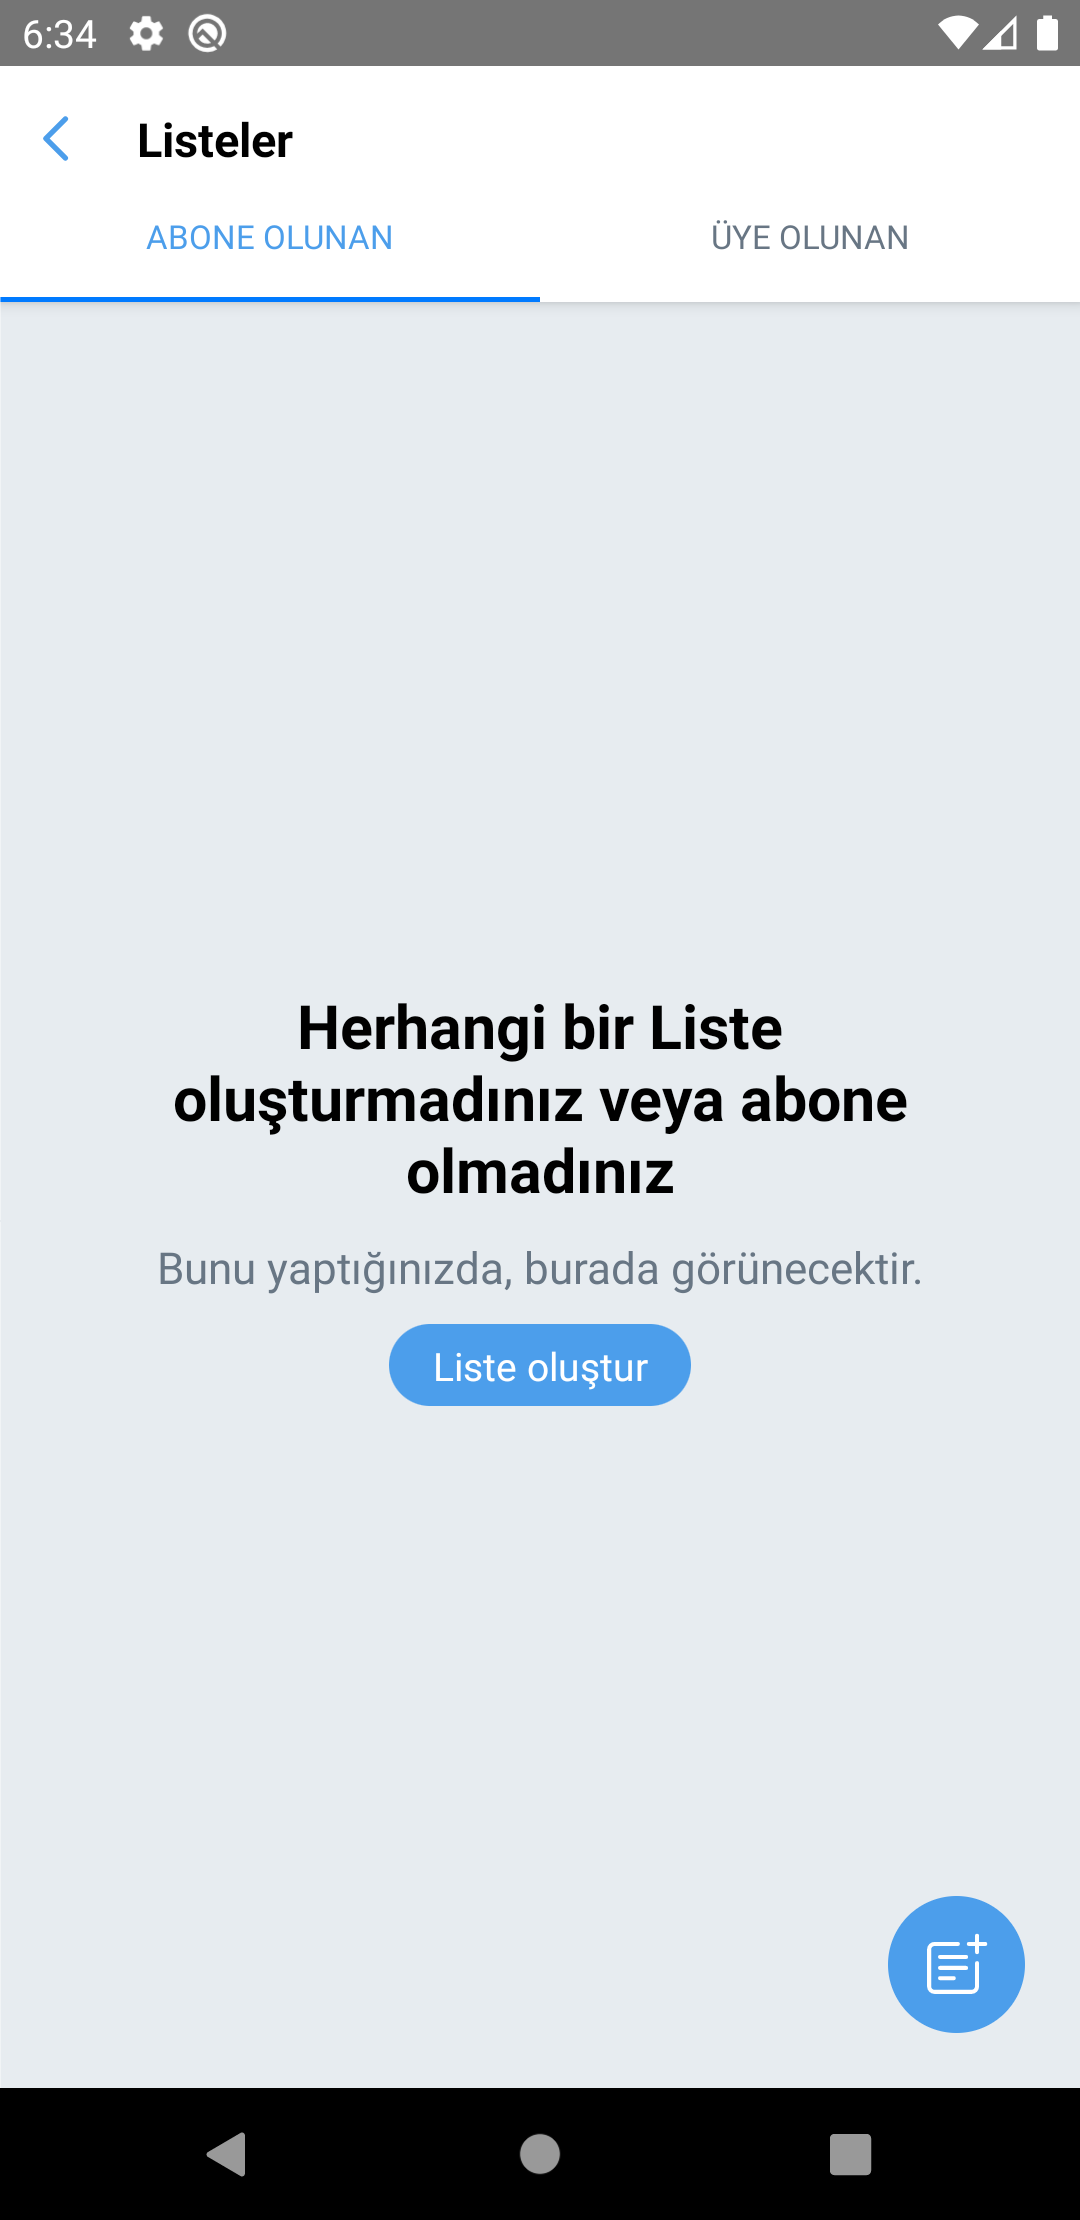 6:34
Listeler
ABONE OLUNAN
ÜYE OLUNAN
Herhangi bir Liste
oluşturmadınız veya abone
olmadınız
Bunu yaptığınızda, burada görünecektir.
Liste oluştur